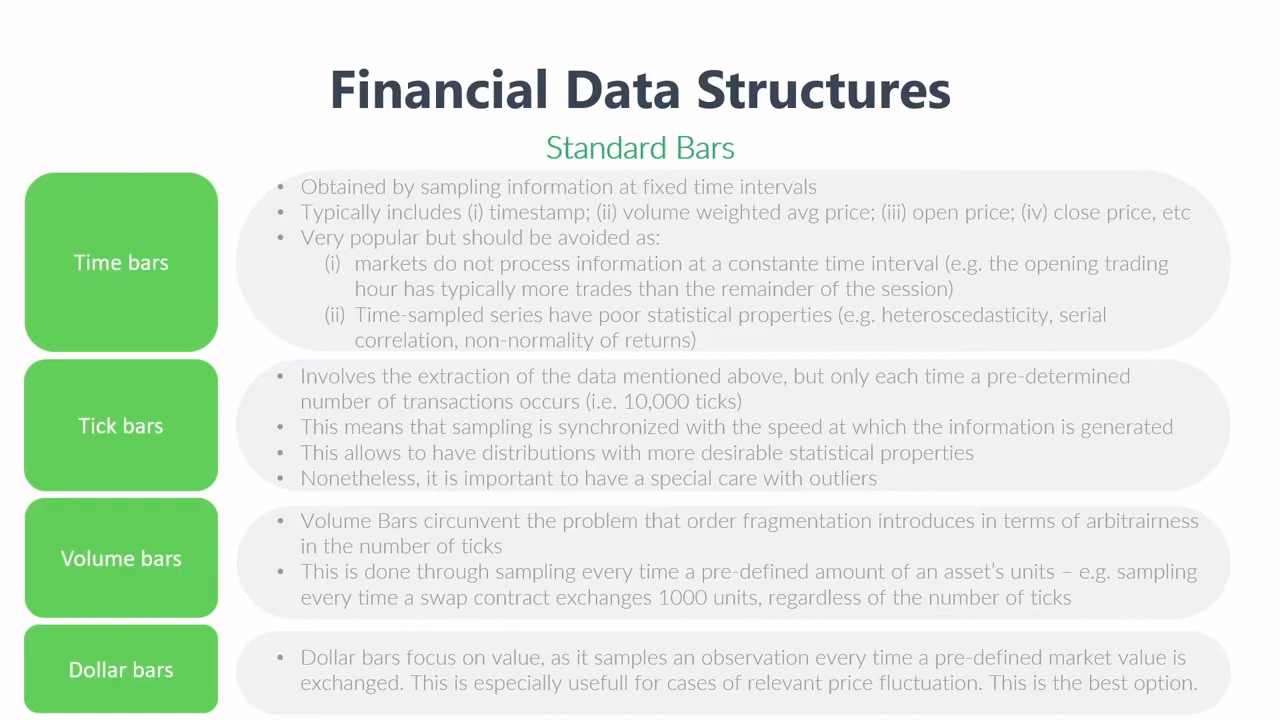 Financial Data Structures
Standard Bars
Time bars
• Obtained by sampling information at fixed time intervals
• Typically includes (i) timestamp; (ii) volume weighted avg price; (iii) open price; (iv) close price, etc
• Very popular but should be avoided as:
(i) markets do not process information at a constante time interval (e.g. the opening trading
hour has typically more trades than the remainder of the session)
(ii) Time-sampled series have poor statistical properties (e.g. heteroscedasticity, serial
correlation, non-normality of returns)
Tick bars
• Involves the extraction of the data mentioned above, but only each time a pre-determined
number of transactions occurs (i.e. 10,000 ticks)
• This means that sampling is synchronized with the speed at which the information is generated
• This allows to have distributions with more desirable statistical properties
• Nonetheless, it is important to have a special care with outliers
Volume bars
• Volume Bars circunvent the problem that order fragmentation introduces in terms of arbitrairness
in the number of ticks
• This is done through sampling every time a pre-defined amount of an asset's units – e.g. sampling
every time a swap contract exchanges 1000 units, regardless of the number of ticks
Dollar bars
• Dollar bars focus on value, as it samples an observation every time a pre-defined market value is
exchanged. This is especially usefull for cases of relevant price fluctuation. This is the best option.